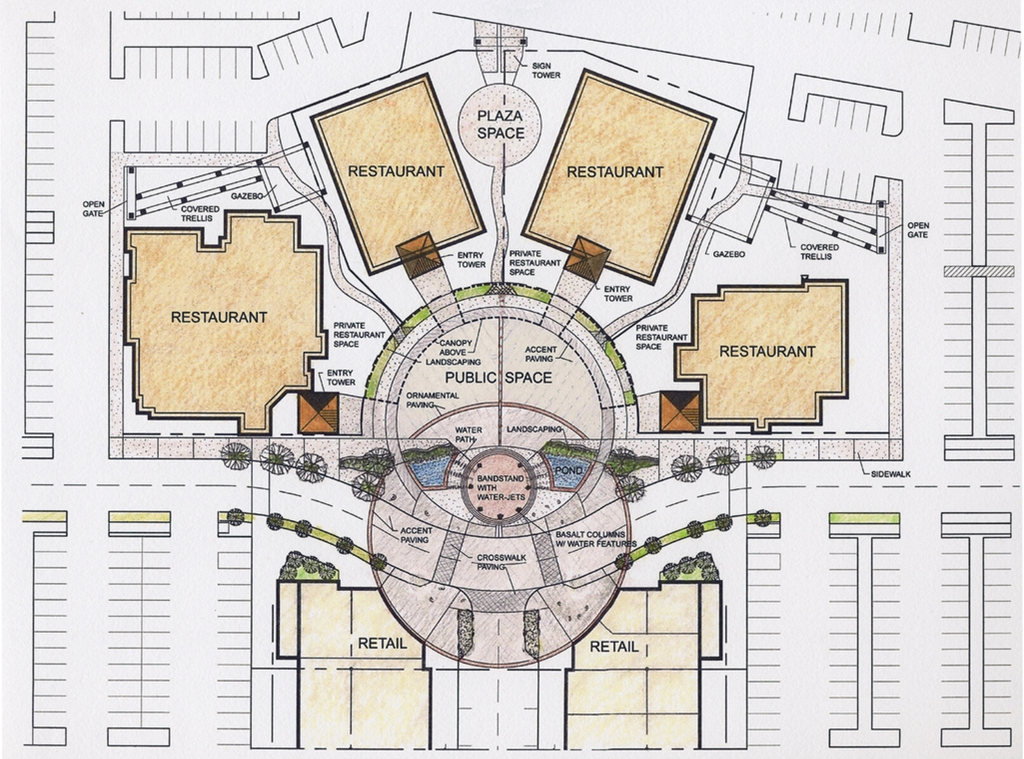 SIGN
TOWER
PLAZA
SPACE
RESTAURANT
RESTAURANT
OPEN
GATE
GAZEBO
COVERED
TRELLIS
OPEN
GATE
COVERED
TRELLIS
GAZEBO
ENTRY
TOWER
PRIVATE
RESTAURANT
SPACE
ENTRY
TOWER
RESTAURANT
PRIVATE
RESTAURANT
SPACE
CANOPY
ABOVE
LANDSCAPING
ACCENT
PAVING
PRIVATE
RESTAURANT
SPACE
RESTAURANT
ENTRY
TOWER
PUBLIC SPACE
ORNAMENTAL
PAVING
WATER
PATH
LANDSCAPING
POND
BANDSTAND
WITH
WATER-JETS
SIDEWALK
ACCENT
PAVING
BASALT COLUMNS
W/ WATER FEATURES
CROSSWALK
PAVING
RETAIL
RETAIL